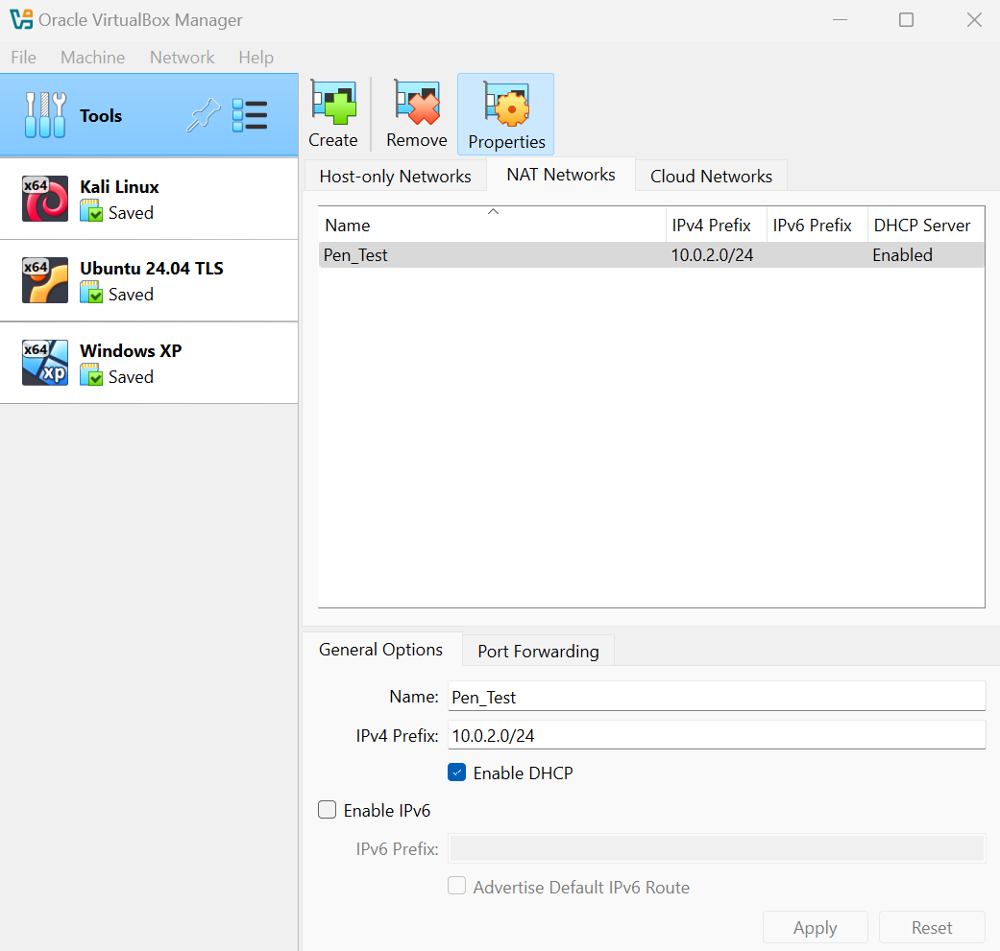 Oracle VirtualBox Manager
File Machine Network Help
Tools
x64 Kali Linux
Saved
x64 Ubuntu 24.04 TLS
Saved
x64 xp Windows XP
Saved
Create Remove Properties
Host-only Networks NAT Networks Cloud Networks
Name IPv4 Prefix IPv6 Prefix DHCP Server
Pen_Test 10.0.2.0/24 Enabled
General Options Port Forwarding
Name: Pen_Test
IPv4 Prefix: 10.0.2.0/24
Enable DHCP
Enable IPv6
IPv6 Prefix:
Advertise Default IPv6 Route
Apply Reset